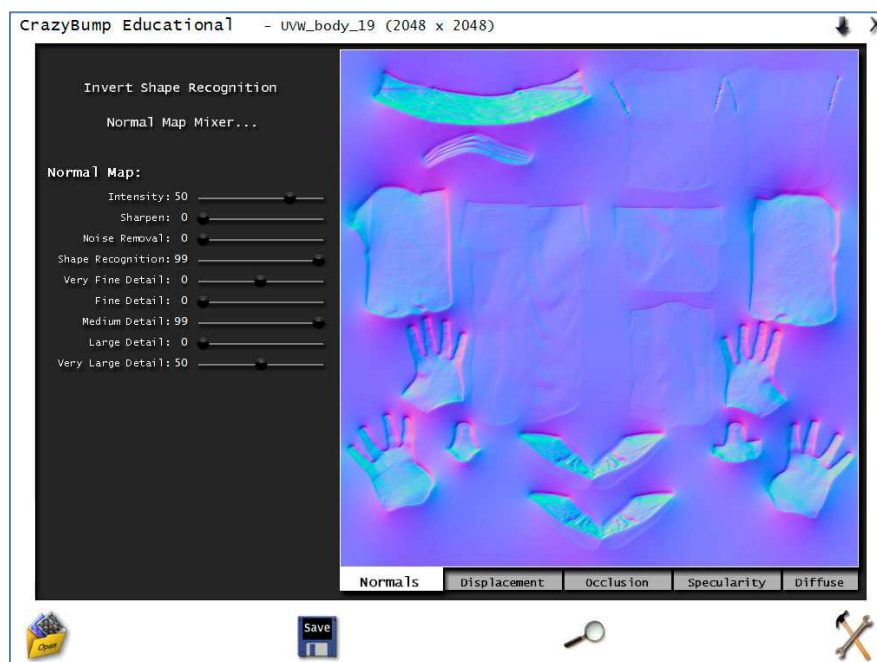 CrazyBump Educational - UVW_body_19 (2048 x 2048) X
Invert Shape Recognition
Normal Map Mixer...
Normal Map:
Intensity: 50
Sharpen: 0
Noise Removal: 0
Shape Recognition: 99
Very Fine Detail: 0
Fine Detail: 0
Medium Detail: 99
Large Detail: 0
Very Large Detail: 50
Normals Displacement Occlusion Specularity Diffuse
Open Save